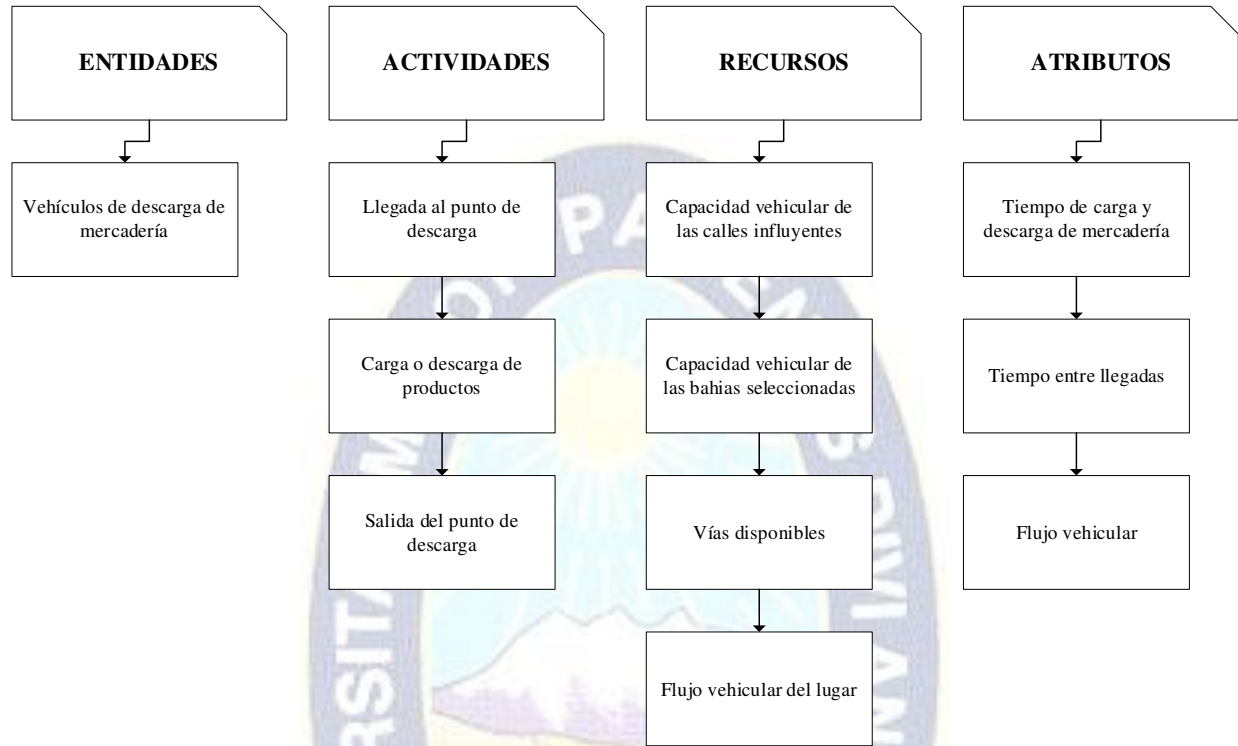 ENTIDADES
Vehículos de descarga de
mercadería
ACTIVIDADES
Llegada al punto de
descarga
Carga o descarga de
productos
Salida del punto de
descarga
RECURSOS
Capacidad vehicular de
las calles influyentes
Capacidad vehicular de
las bahias seleccionadas
Vías disponibles
Flujo vehicular del lugar
ATRIBUTOS
Tiempo de carga y
descarga de mercadería
Tiempo entre llegadas
Flujo vehicular